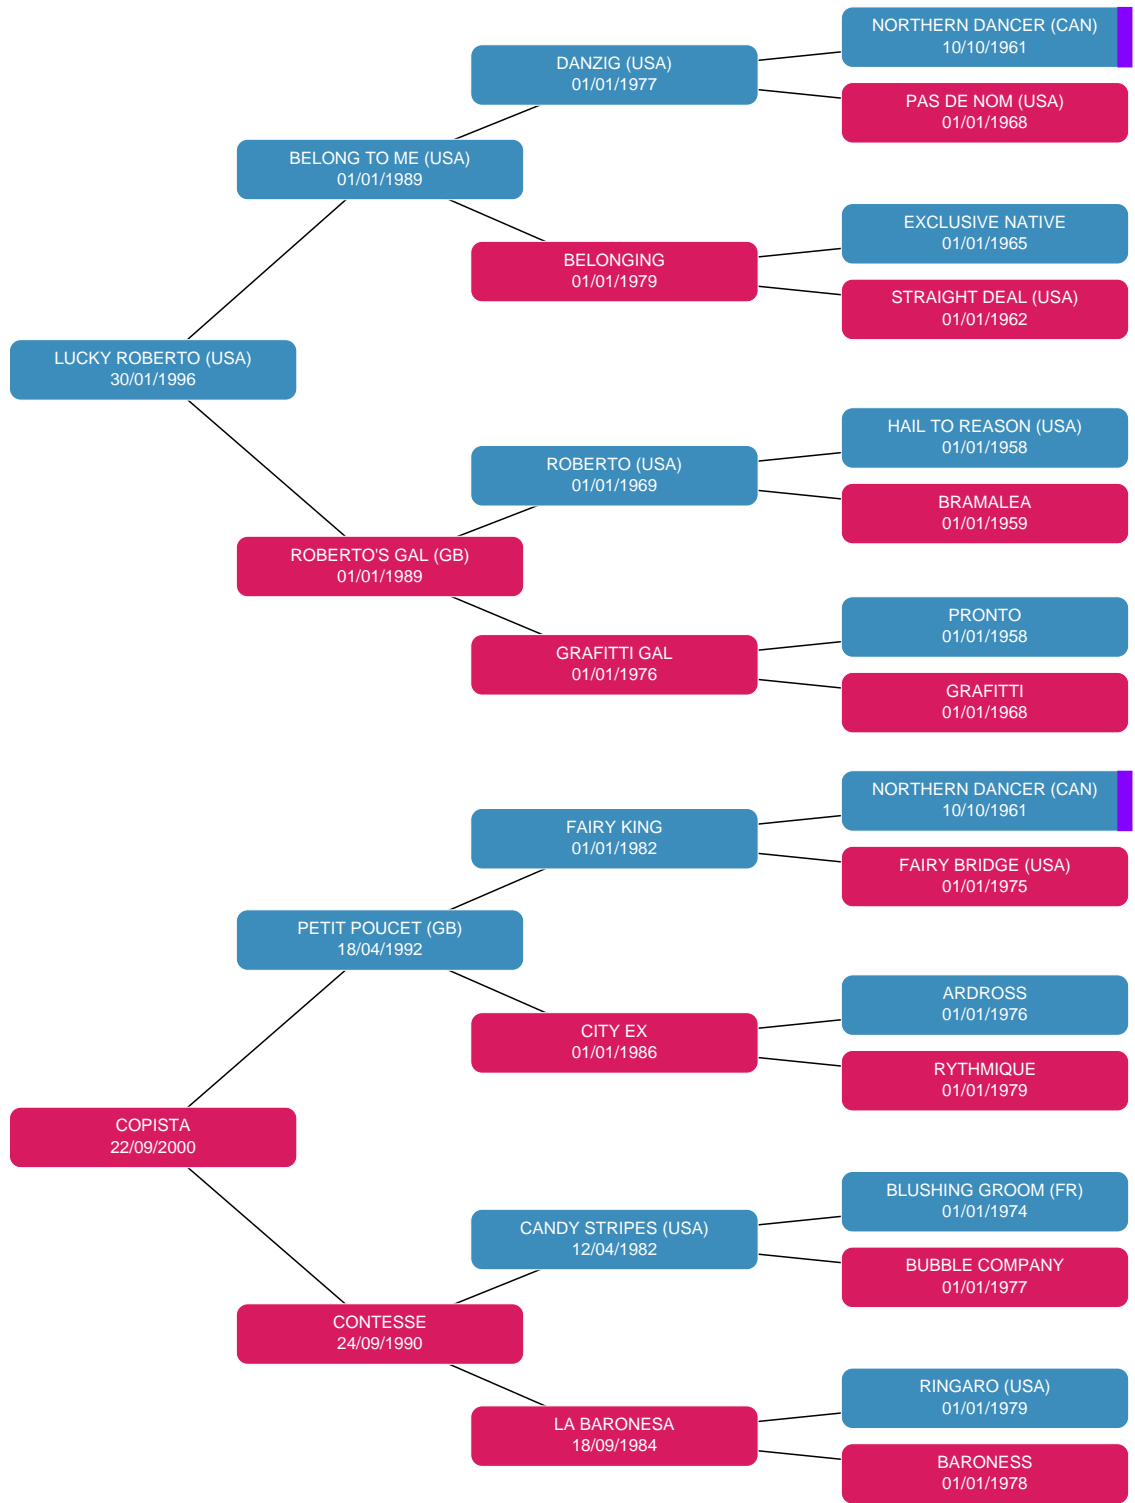 NORTHERN DANCER (CAN)
10/10/1961
DANZIG (USA)
01/01/1977
PAS DE NOM (USA)
01/01/1968
BELONG TO ME (USA)
01/01/1989
EXCLUSIVE NATIVE
01/01/1965
BELONGING
01/01/1979
STRAIGHT DEAL (USA)
01/01/1962
LUCKY ROBERTO (USA)
30/01/1996
HAIL TO REASON (USA)
01/01/1958
ROBERTO (USA)
01/01/1969
BRAMALEA
01/01/1959
ROBERTO'S GAL (GB)
01/01/1989
PRONTO
01/01/1958
GRAFITTI GAL
01/01/1976
GRAFITTI
01/01/1968
NORTHERN DANCER (CAN)
10/10/1961
FAIRY KING
01/01/1982
FAIRY BRIDGE (USA)
01/01/1975
PETIT POUCET (GB)
18/04/1992
ARDROSS
01/01/1976
CITY EX
01/01/1986
RYTHMIQUE
01/01/1979
COPISTA
22/09/2000
BLUSHING GROOM (FR)
01/01/1974
CANDY STRIPES (USA)
12/04/1982
BUBBLE COMPANY
01/01/1977
CONTESSE
24/09/1990
RINGARO (USA)
01/01/1979
LA BARONESA
18/09/1984
BARONESS
01/01/1978